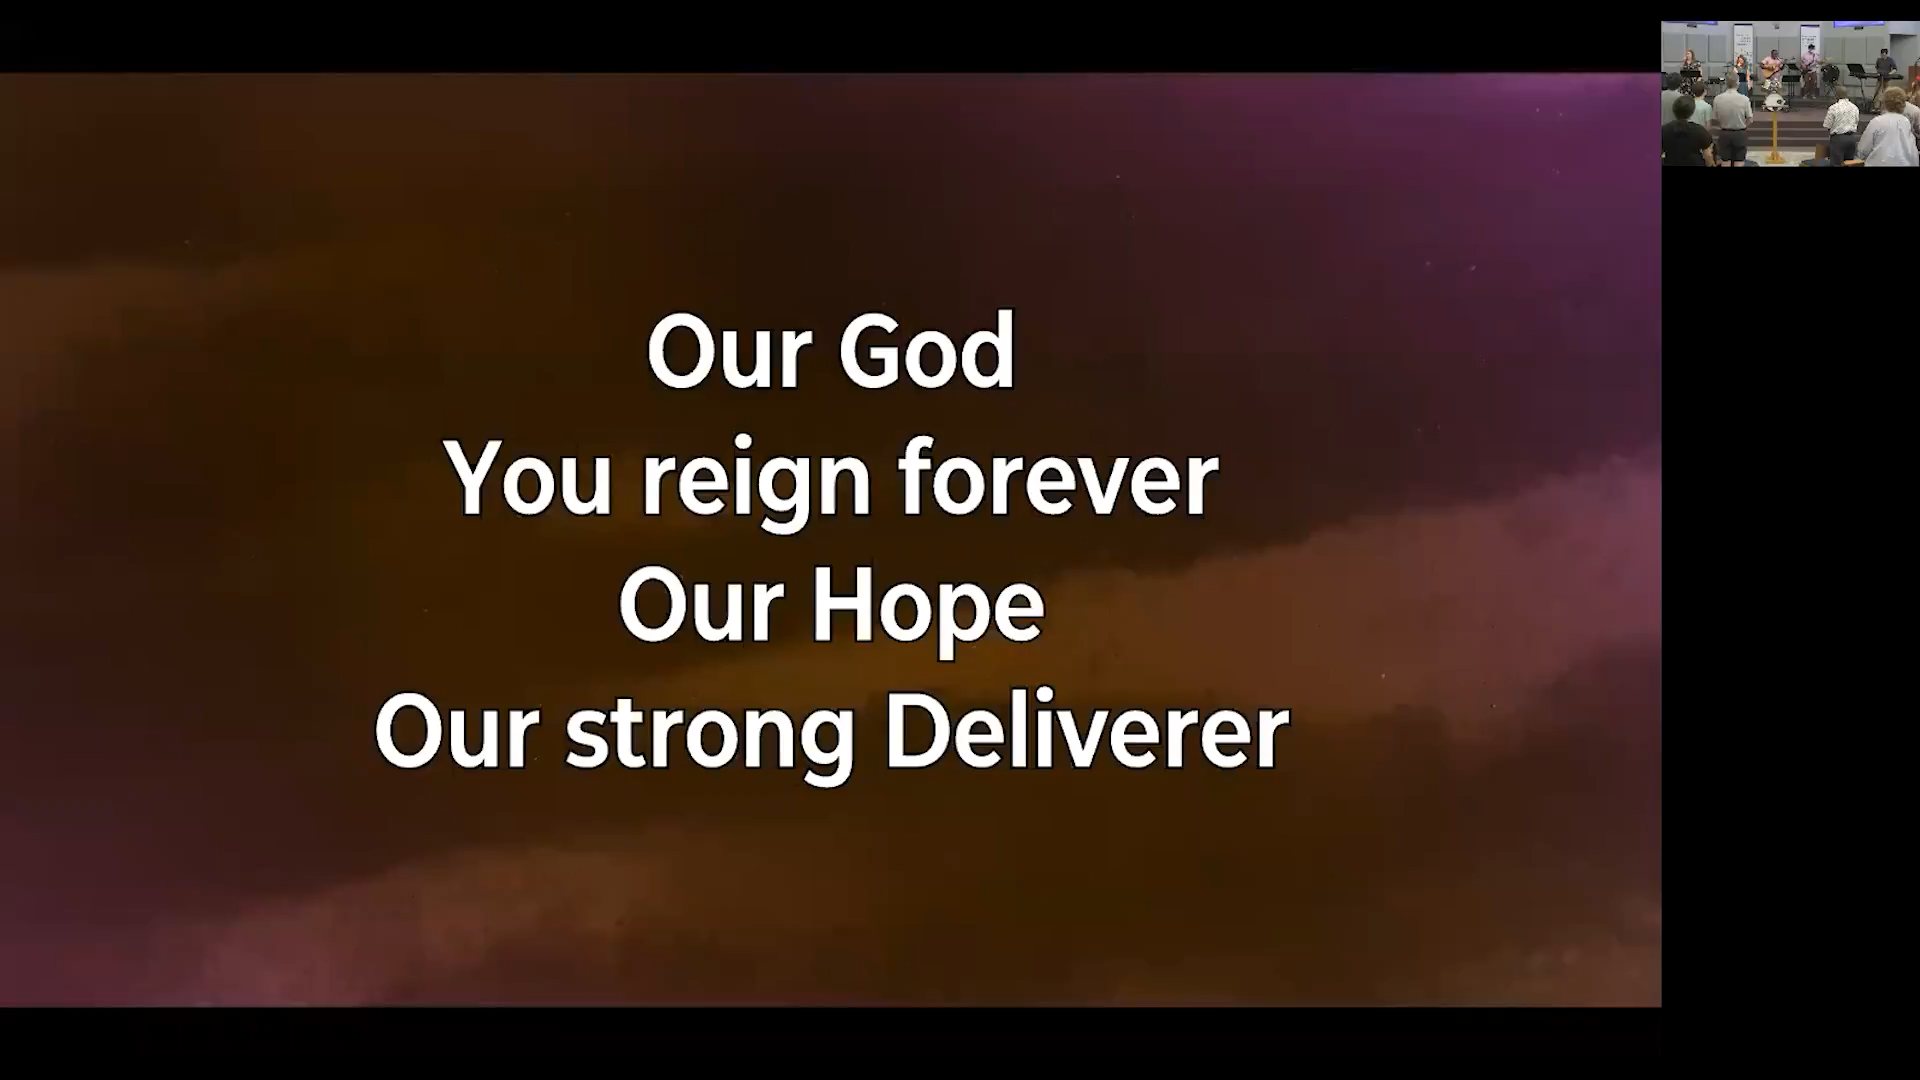 Our God
You reign forever
Our Hope
Our strong Deliverer